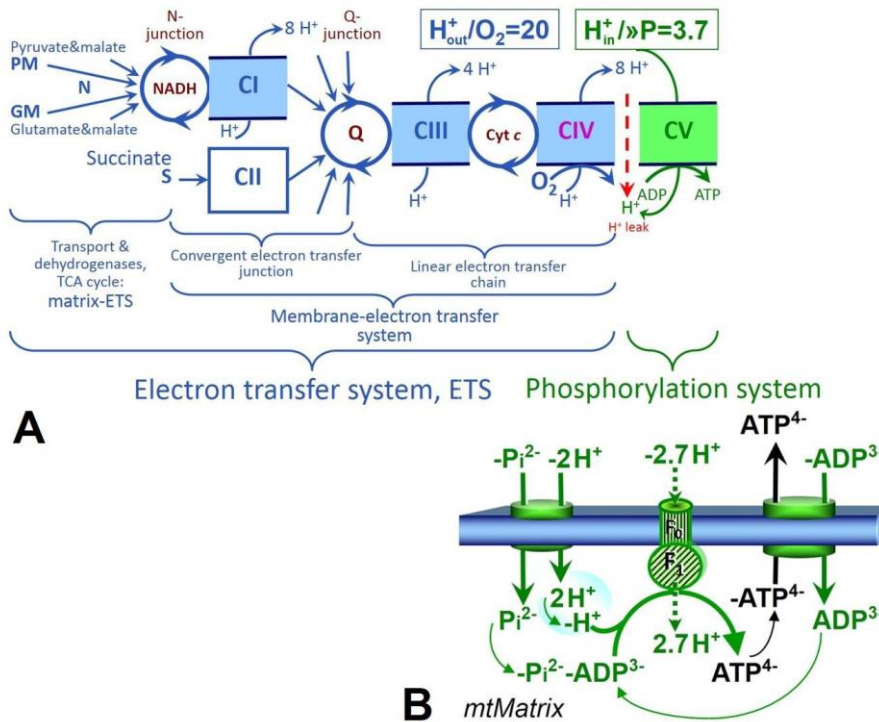 N-
junction
8 H⁺
Q-
junction
H⁺out/O₂=20
H⁺in/»P=3.7
Pyruvate&malate
PM
N
NADH
CI
4 H⁺
8 H⁺
GM
Glutamate&malate
H⁺
Q
CIII
Cyt c
CIV
CV
Succinate
S
CII
H⁺
O₂
H⁺
ADP
ATP
H⁺
H⁺ leak
Transport &
dehydrogenases,
TCA cycle:
matrix-ETS
Convergent electron transfer
junction
Linear electron transfer
chain
Membrane-electron transfer
system
Electron transfer system, ETS
Phosphorylation system
A
ATP⁴⁻
-Pi²⁻
-2H⁺
-2.7H⁺
-ADP³⁻
F₀
F₁
2H⁺
-H⁺
Pi²⁻
2.7H⁺
-ATP⁴⁻
ADP³⁻
-Pi²⁻-ADP³⁻
ATP⁴⁻
B
mtMatrix